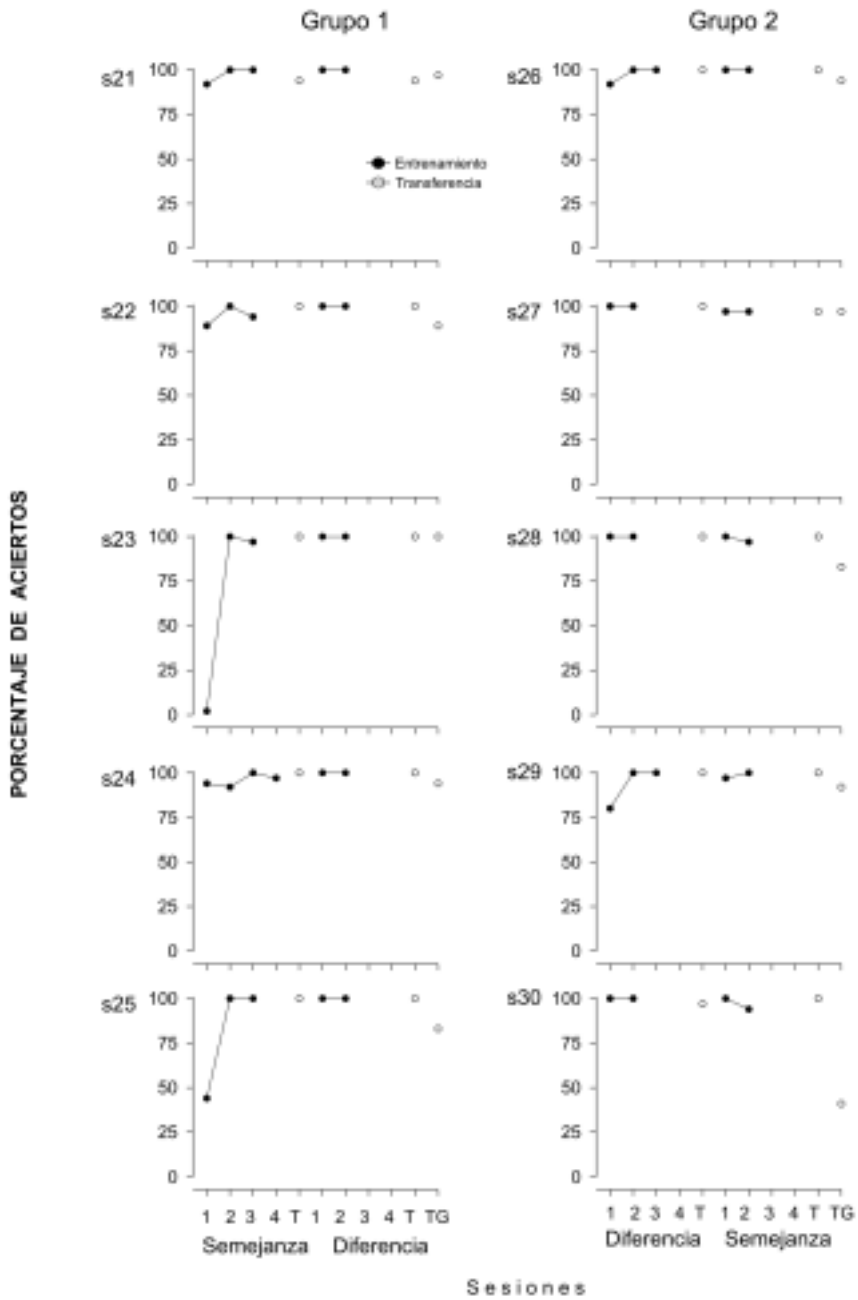 Grupo 1
Grupo 2
s21
100
75
50
25
0
Entrenamiento
Transferencia
s26
100
75
50
25
0
s22
100
75
50
25
0
s27
100
75
50
25
0
PORCENTAJE DE ACIERTOS
s23
100
75
50
25
0
s28
100
75
50
25
0
s24
100
75
50
25
0
s29
100
75
50
25
0
s25
100
75
50
25
0
s30
100
75
50
25
0
1 2 3 4 T 1 2 3 4 T TG
Semejanza Diferencia
1 2 3 4 T 1 2 3 4 T TG
Diferencia Semejanza
Sesiones